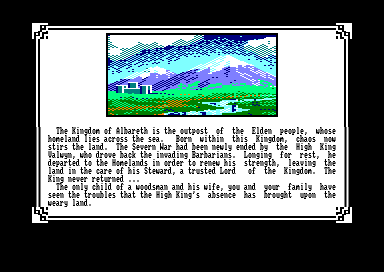 The Kingdom of Albareth is the outpost of the Elden people, whose
homeland lies across the sea. Born within this Kingdom, chaos now
stirs the land. The Severn War had been newly ended by the High King
Valwyn, who drove back the invading Barbarians. Longing for rest, he
departed to the Homelands in order to renew his strength, leaving the
land in the care of his Steward, a trusted Lord of the Kingdom. The
King never returned ...
The only child of a woodsman and his wife, you and your family have
seen the troubles that the High King's absence has brought upon the
weary land.